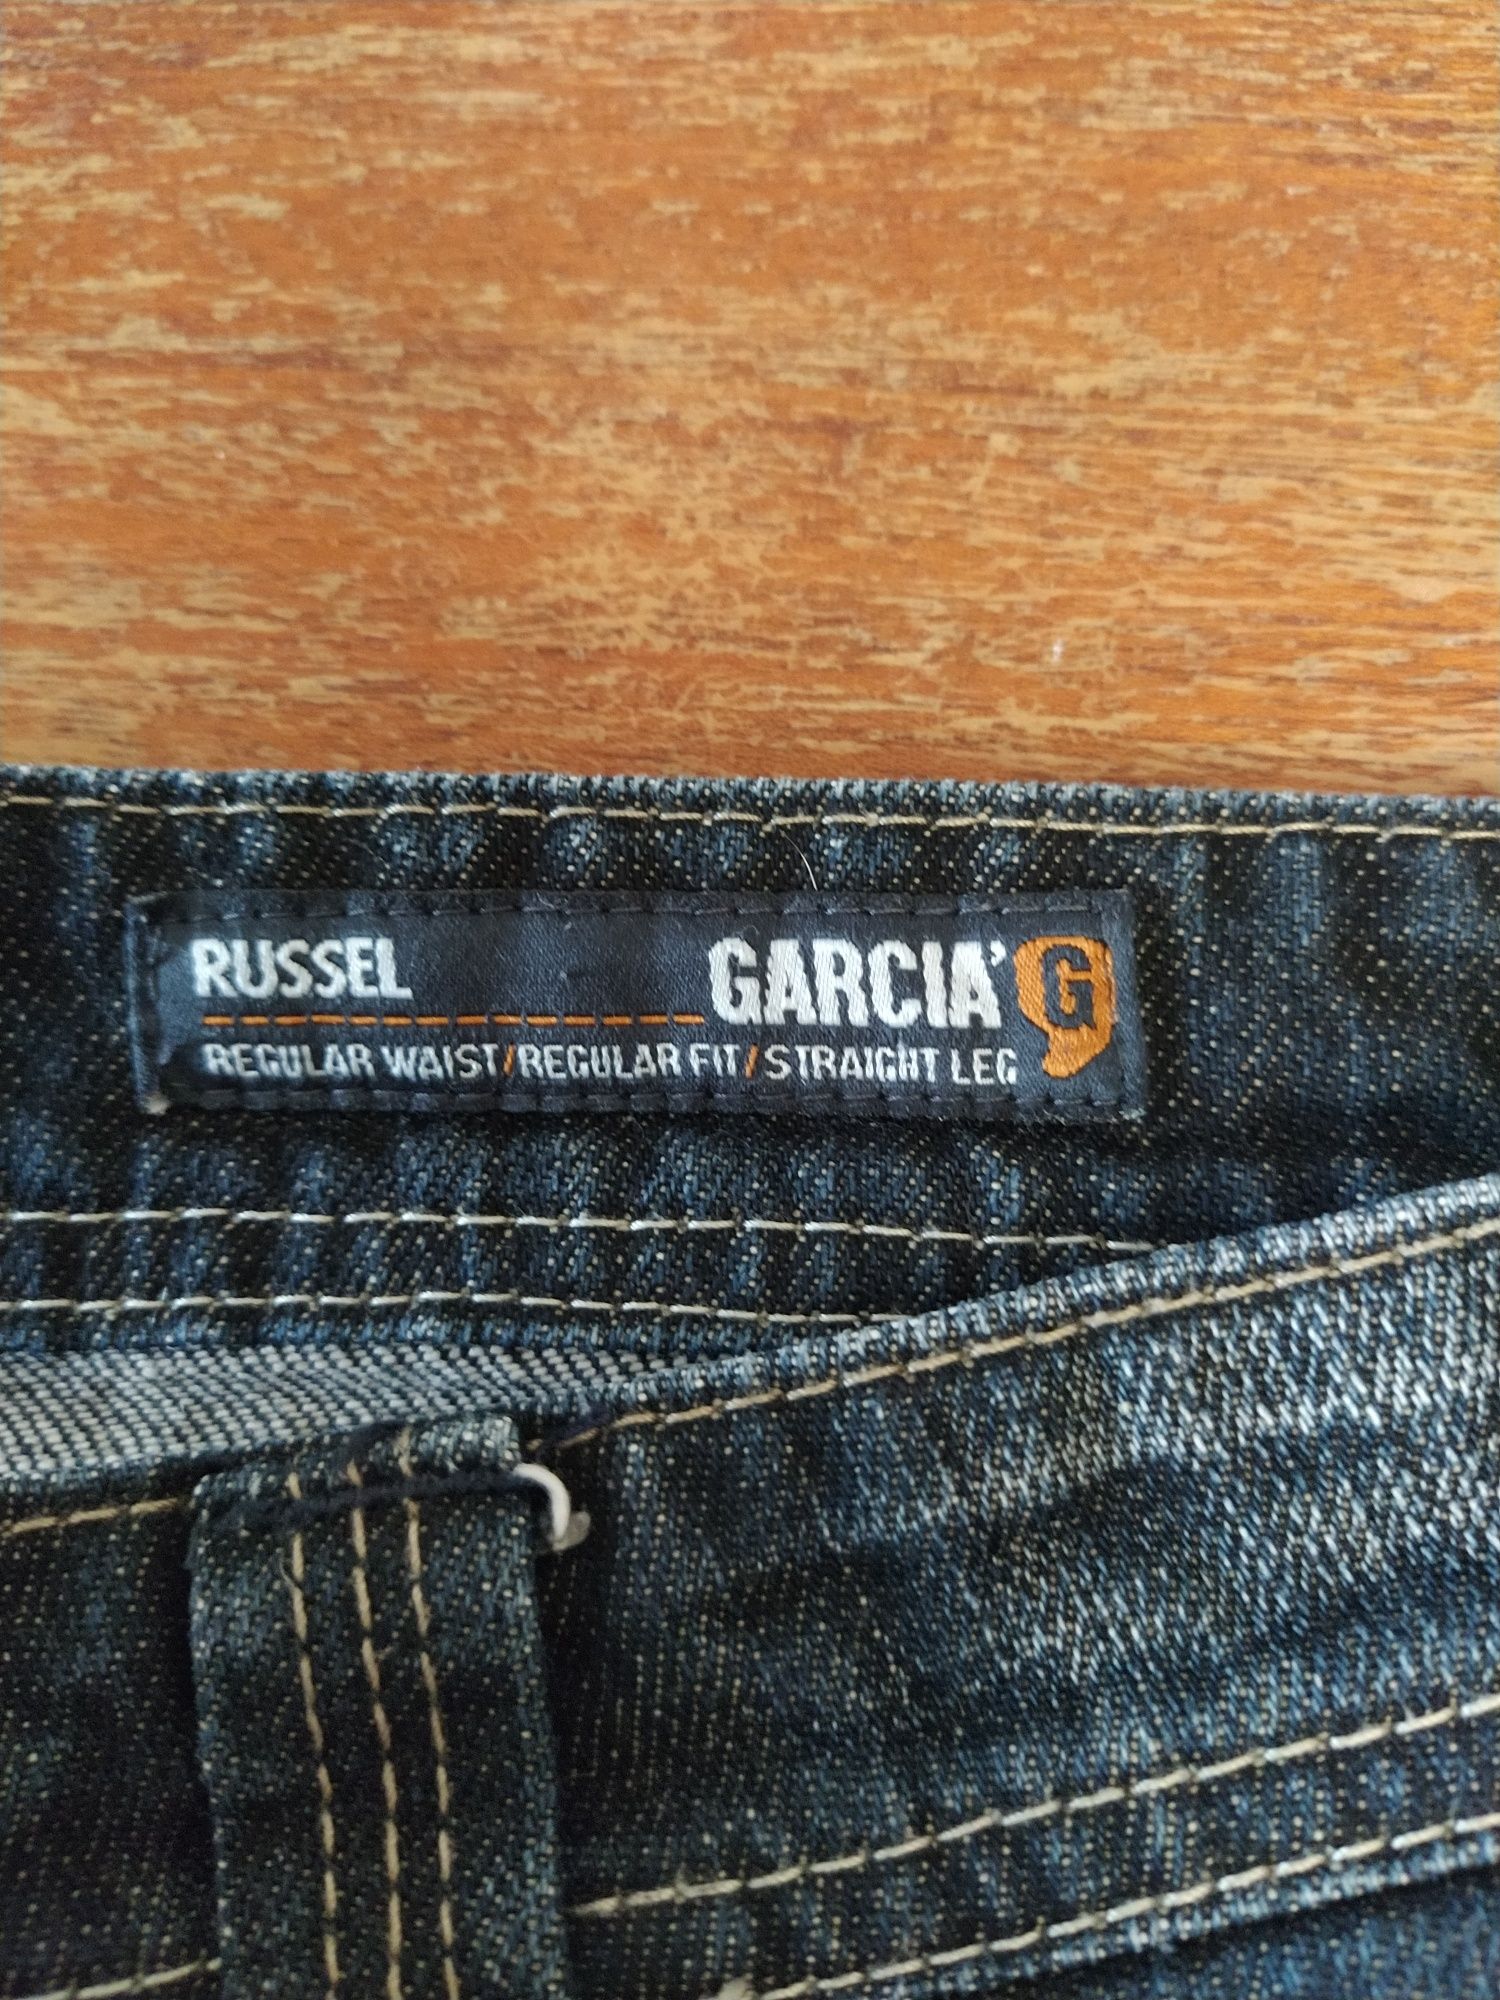 RUSSEL GARCIA' G
REGULAR WAIST/REGULAR FIT/STRAIGHT LEG